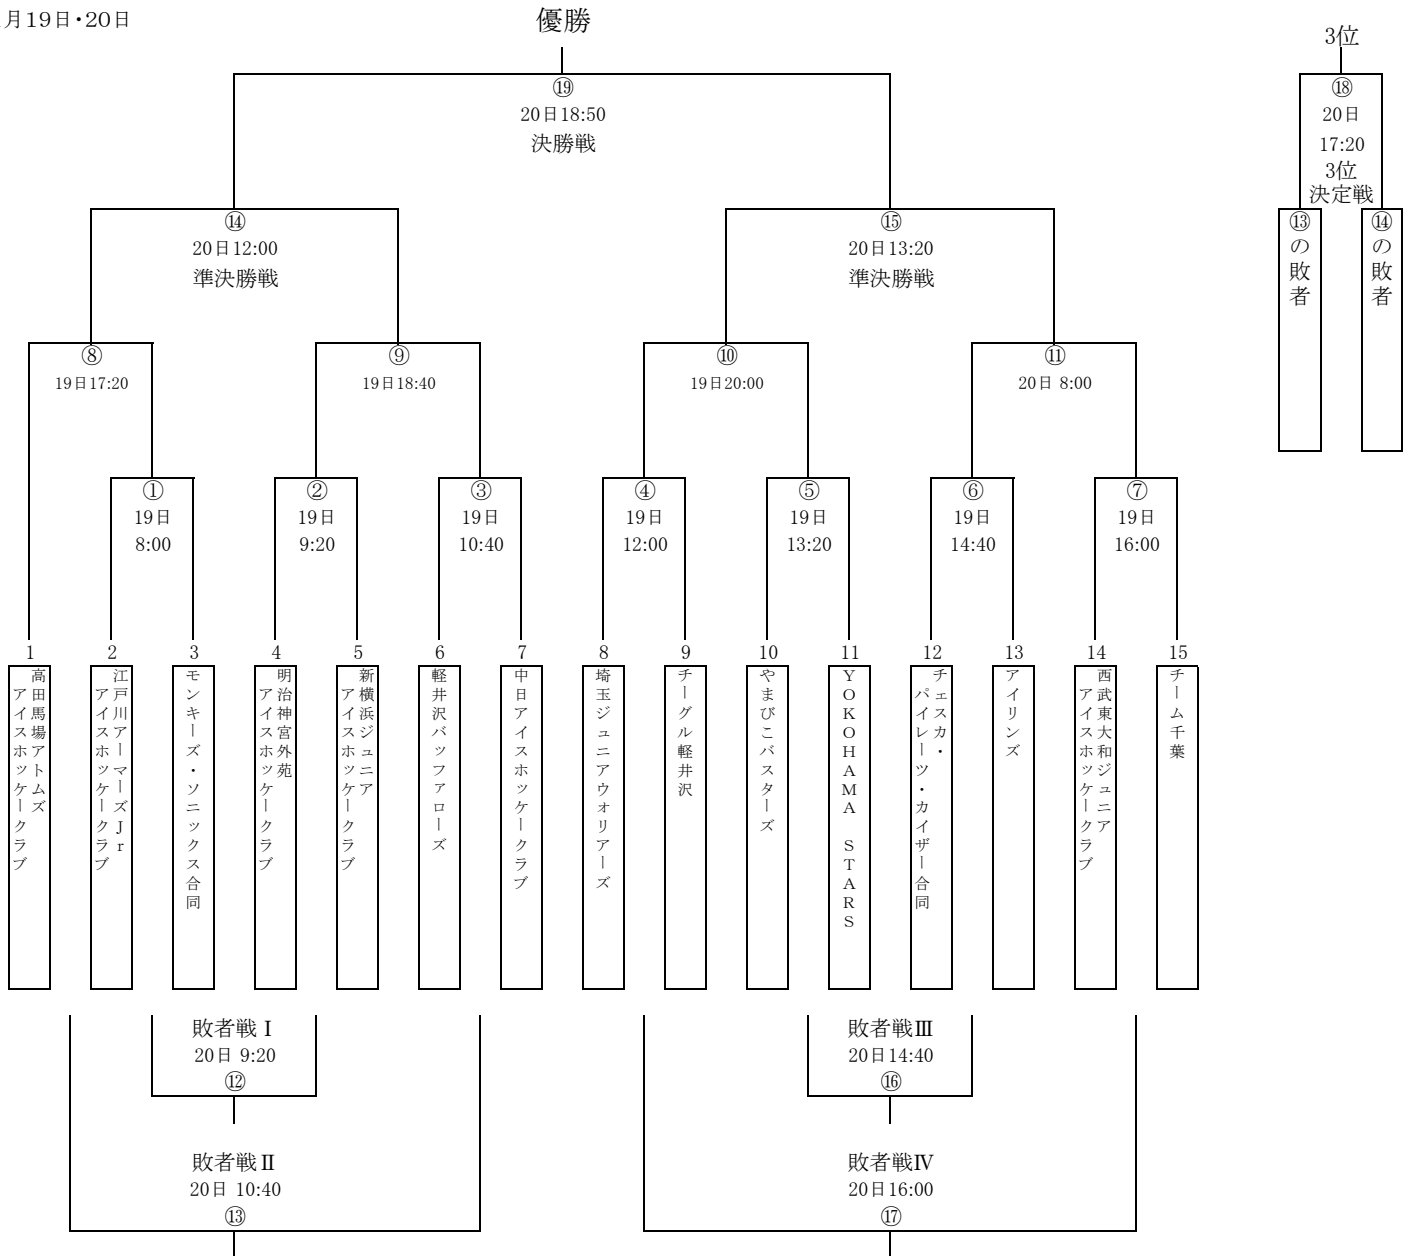 月19日・20日
優勝
3位
⑲
20日18:50
決勝戦
⑱
20日
17:20
3位
決定戦
⑬の敗者
⑭の敗者
⑭
20日12:00
準決勝戦
⑮
20日13:20
準決勝戦
⑧
19日17:20
⑨
19日18:40
⑩
19日20:00
⑪
20日 8:00
①
19日
8:00
②
19日
9:20
③
19日
10:40
④
19日
12:00
⑤
19日
13:20
⑥
19日
14:40
⑦
19日
16:00
1
高田馬場アトムズ
アイスホッケークラブ
2
江戸川アーマーズJr
アイスホッケークラブ
3
モンキーズ・ソニックス合同
4
明治神宮外苑
アイスホッケークラブ
5
新横浜ジュニア
アイスホッケークラブ
6
軽井沢バッファローズ
7
中日アイスホッケークラブ
8
埼玉ジュニアウォリアーズ
9
チーグル軽井沢
10
やまびこバスターズ
11
YOKOHAMA STARS
12
チェスカ・
パイレーツ・カイザー合同
13
アイリンズ
14
西武東大和ジュニア
アイスホッケークラブ
15
チーム千葉
敗者戦Ⅰ
20日 9:20
⑫
敗者戦Ⅲ
20日14:40
⑯
敗者戦Ⅱ
20日 10:40
⑬
敗者戦Ⅳ
20日16:00
⑰